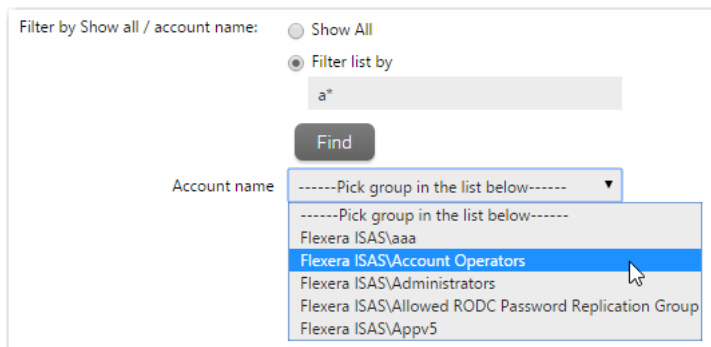 Filter by Show all / account name:
Show All
Filter list by
a*
Find
Account name
------Pick group in the list below------
------Pick group in the list below------
Flexera ISAS\aaa
Flexera ISAS\Account Operators
Flexera ISAS\Administrators
Flexera ISAS\Allowed RODC Password Replication Group
Flexera ISAS\Appv5